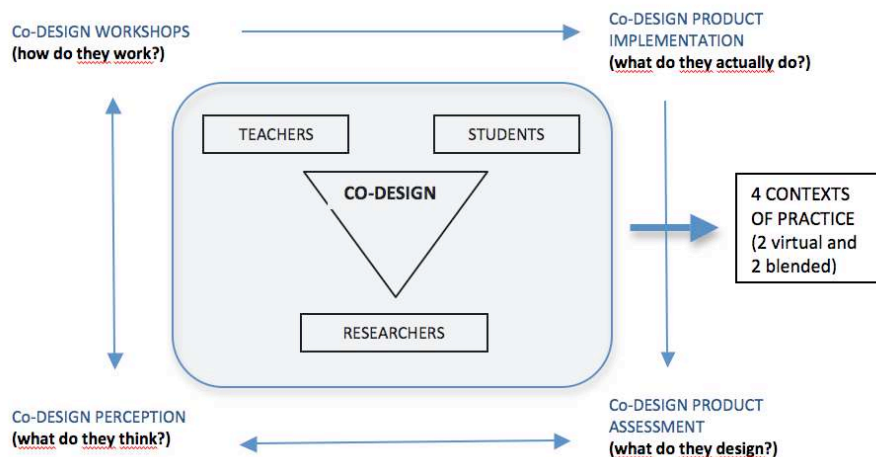 Co-DESIGN WORKSHOPS
(how do they work?)
Co-DESIGN PRODUCT
IMPLEMENTATION
(what do they actually do?)
TEACHERS
STUDENTS
CO-DESIGN
RESEARCHERS
4 CONTEXTS
OF PRACTICE
(2 virtual and
2 blended)
Co-DESIGN PERCEPTION
(what do they think?)
Co-DESIGN PRODUCT
ASSESSMENT
(what do they design?)